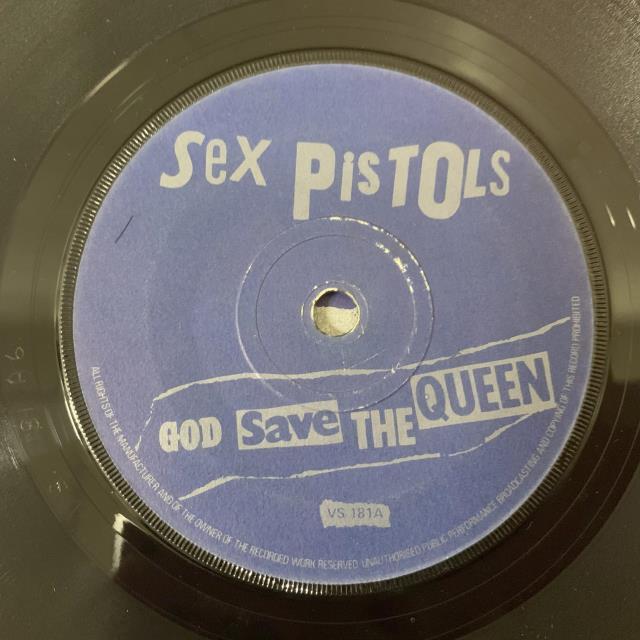 Sex PisTOLs
GOD Save THE QUEEN
VS 181A
ALL RIGHTS OF THE MANUFACTURER AND OF THE OWNER OF THE RECORDED WORK RESERVED UNAUTHORISED PUBLIC PERFORMANCE BROADCASTING AND COPYING OF THIS RECORD PROHIBITED